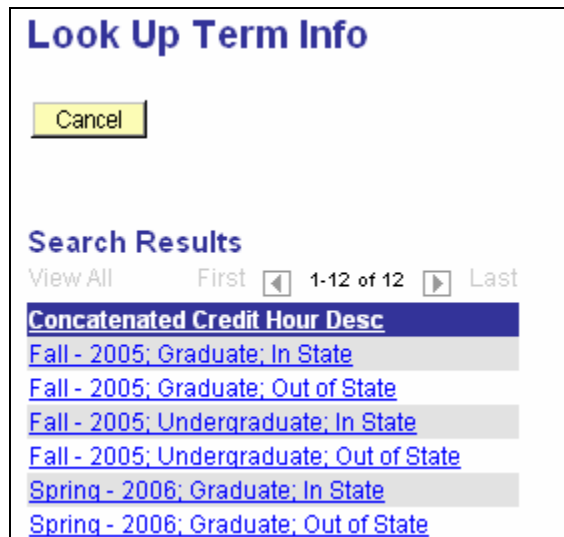 Look Up Term Info
Cancel
Search Results
View All First 1-12 of 12 Last
Concatenated Credit Hour Desc
Fall - 2005; Graduate; In State
Fall - 2005; Graduate; Out of State
Fall - 2005; Undergraduate; In State
Fall - 2005; Undergraduate; Out of State
Spring - 2006; Graduate; In State
Spring - 2006; Graduate; Out of State